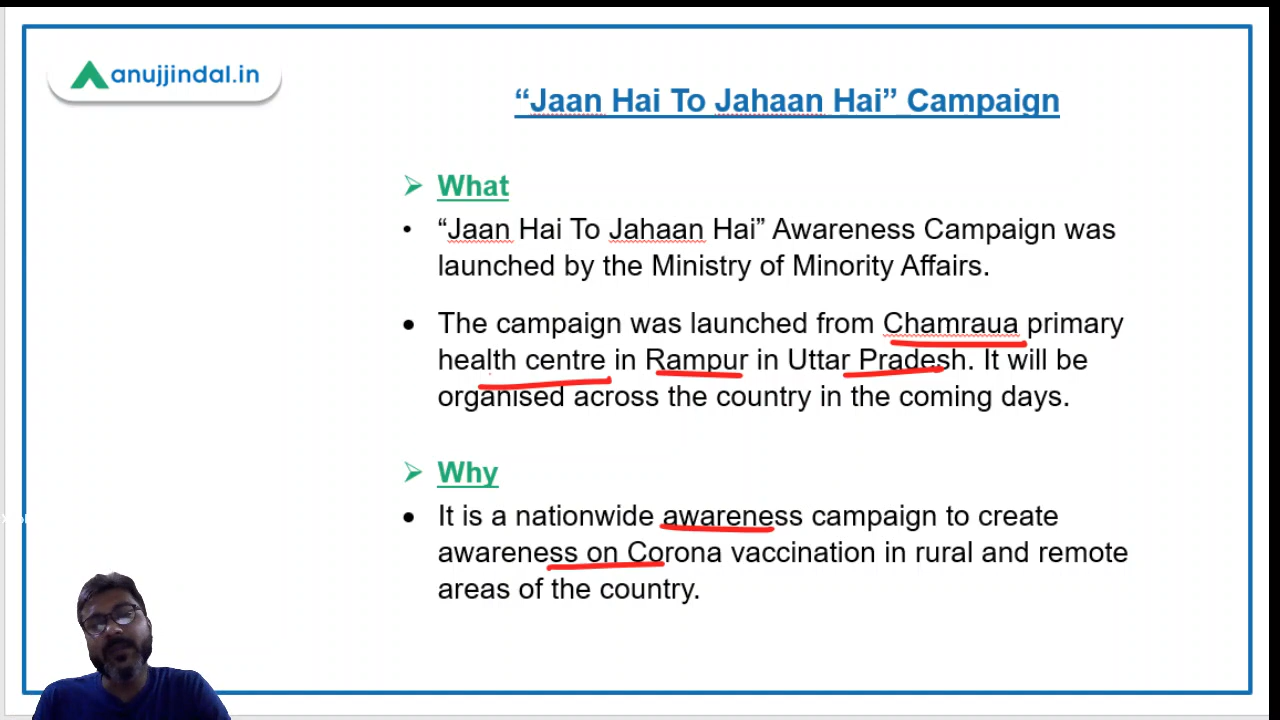 anujjindal.in
“Jaan Hai To Jahaan Hai” Campaign
What
“Jaan Hai To Jahaan Hai” Awareness Campaign was
launched by the Ministry of Minority Affairs.
The campaign was launched from Chamraua primary
health centre in Rampur in Uttar Pradesh. It will be
organised across the country in the coming days.
Why
It is a nationwide awareness campaign to create
awareness on Corona vaccination in rural and remote
areas of the country.